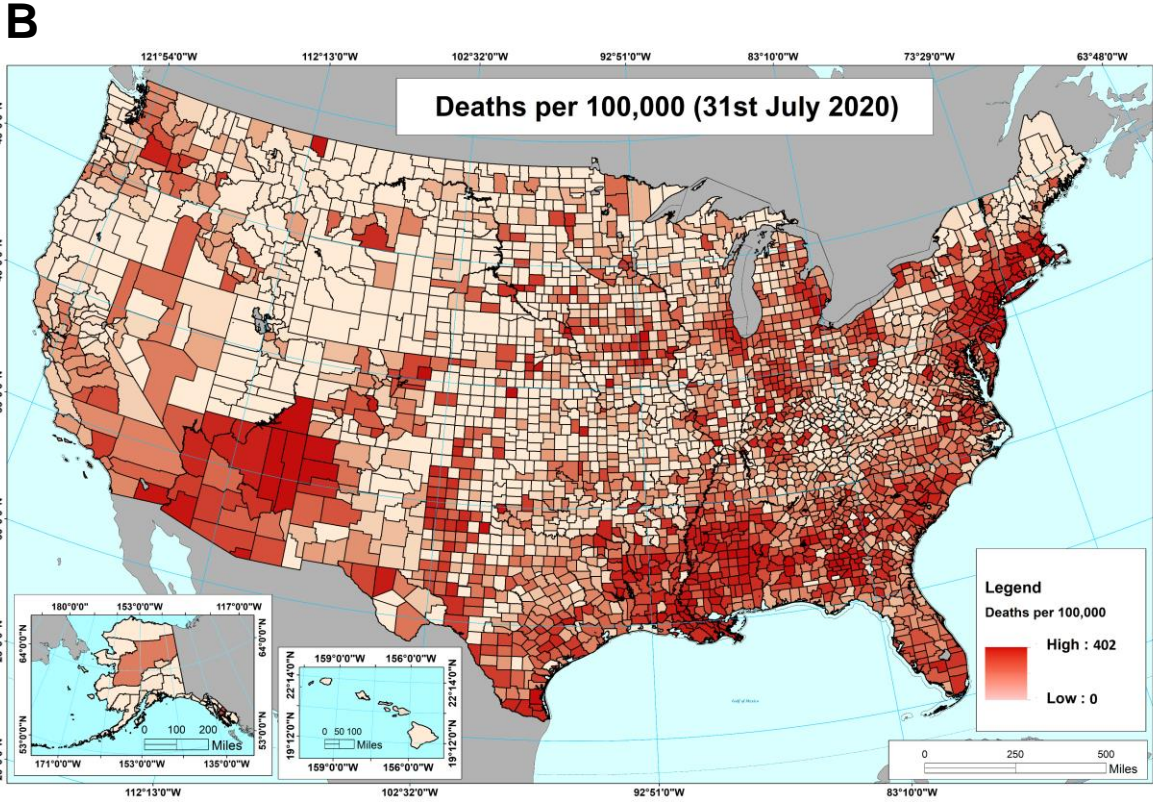 B
121°54'0"W 112°13'0"W 102°32'0"W 92°51'0"W 83°10'0"W 73°29'0"W 63°48'0"W
Deaths per 100,000 (31st July 2020)
Legend
Deaths per 100,000
High : 402
Low : 0
180°0'0" 153°0'0"W 117°0'0"W
64°0'0"N
64°0'0"N
53°0'0"N
53°0'0"N
0 100 200
Miles
171°0'0"W 153°0'0"W 135°0'0"W
159°0'0"W 156°0'0"W
22°14'0"N
22°14'0"N
19°12'0"N
19°12'0"N
0 50 100
Miles
159°0'0"W 156°0'0"W
Gulf of Mexico
0 250 500
Miles
112°13'0"W 102°32'0"W 92°51'0"W 83°10'0"W